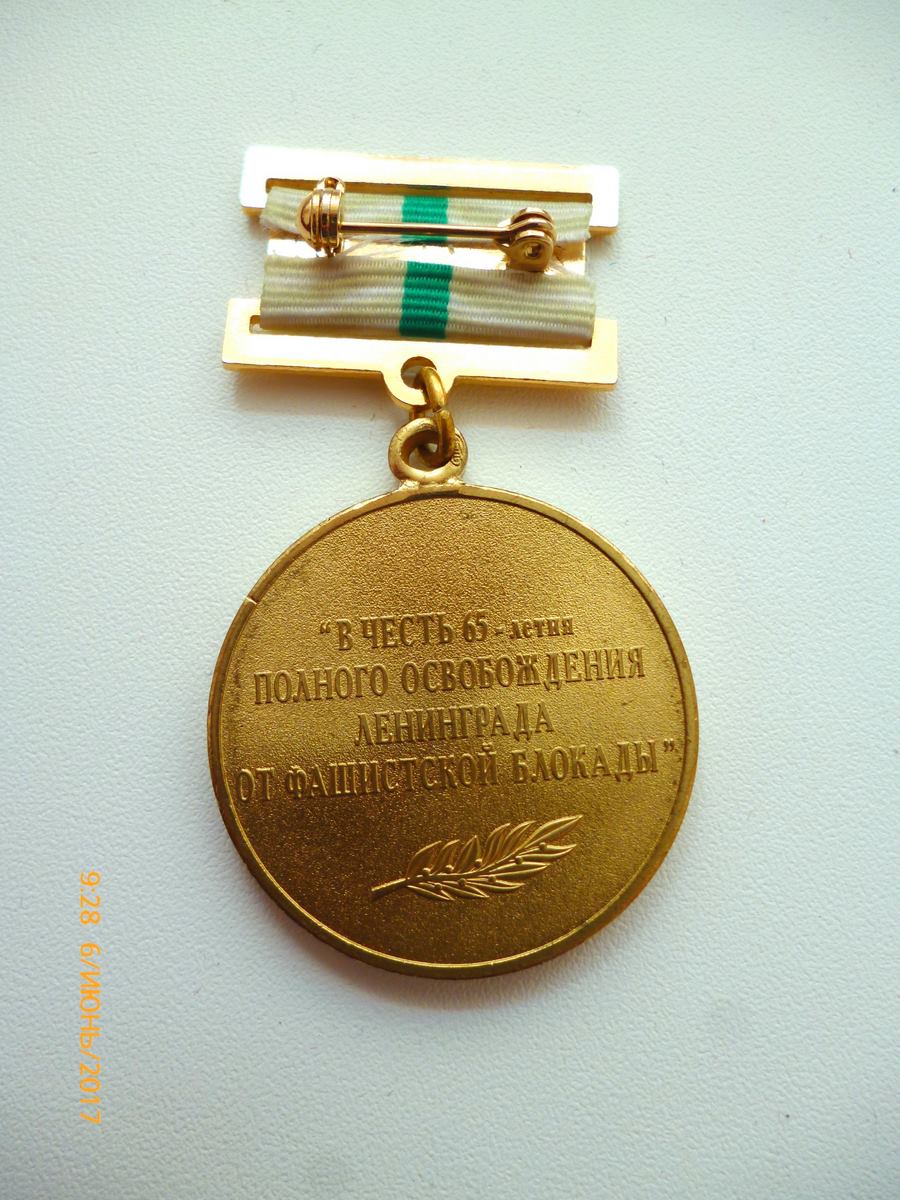 “В ЧЕСТЬ 65-летия
ПОЛНОГО ОСВОБОЖДЕНИЯ
ЛЕНИНГРАДА
ОТ ФАШИСТСКОЙ БЛОКАДЫ”
9:28 6/ИЮНЬ/2017